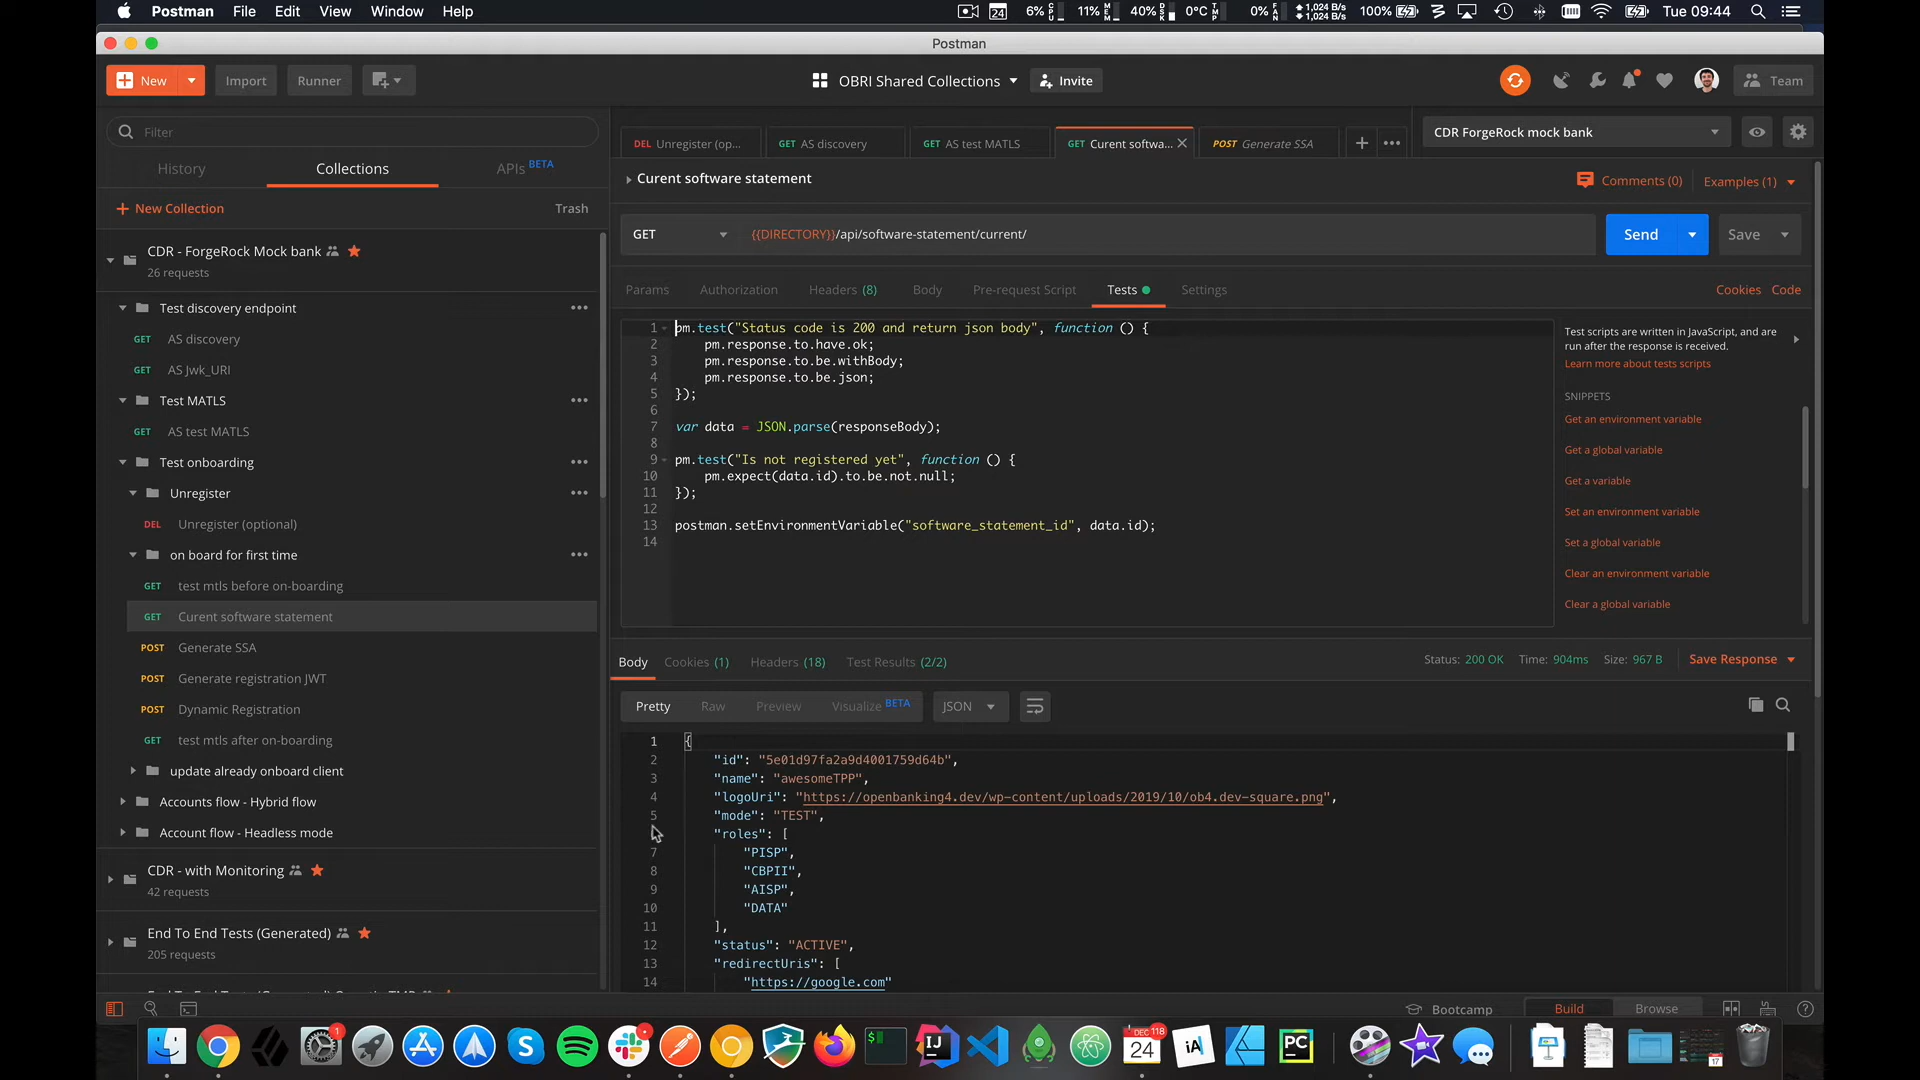 Postman File Edit View Window Help
24 6% 11% 40% 0°C 0% 1,024 B/s 1,024 B/s 100% Tue 09:44
Postman
New Import Runner
OBRI Shared Collections Invite
Team
Filter
History Collections APIs BETA
+ New Collection Trash
CDR - ForgeRock Mock bank
26 requests
Test discovery endpoint
GET AS discovery
GET AS Jwk_URI
Test MATLS
GET AS test MATLS
Test onboarding
Unregister
DEL Unregister (optional)
on board for first time
GET test mtls before on-boarding
GET Curent software statement
POST Generate SSA
POST Generate registration JWT
POST Dynamic Registration
GET test mtls after on-boarding
update already onboard client
Accounts flow - Hybrid flow
Account flow - Headless mode
CDR - with Monitoring
42 requests
End To End Tests (Generated)
205 requests
DEL Unregister (op... GET AS discovery GET AS test MATLS GET Curent softwa... POST Generate SSA
CDR ForgeRock mock bank
Curent software statement
Comments (0) Examples (1)
GET {{DIRECTORY}}/api/software-statement/current/
Send Save
Params Authorization Headers (8) Body Pre-request Script Tests Settings
Cookies Code
1 pm.test("Status code is 200 and return json body", function () {
2 pm.response.to.have.ok;
3 pm.response.to.be.withBody;
4 pm.response.to.be.json;
5 });
6
7 var data = JSON.parse(responseBody);
8
9 pm.test("Is not registered yet", function () {
10 pm.expect(data.id).to.be.not.null;
11 });
12
13 postman.setEnvironmentVariable("software_statement_id", data.id);
14
Test scripts are written in JavaScript, and are
run after the response is received.
Learn more about tests scripts
SNIPPETS
Get an environment variable
Get a global variable
Get a variable
Set an environment variable
Set a global variable
Clear an environment variable
Clear a global variable
Body Cookies (1) Headers (18) Test Results (2/2)
Status: 200 OK Time: 904ms Size: 967 B Save Response
Pretty Raw Preview Visualize BETA JSON
1 {
2 "id": "5e01d97fa2a9d4001759d64b",
3 "name": "awesomeTPP",
4 "logoUri": "https://openbanking4.dev/wp-content/uploads/2019/10/ob4.dev-square.png",
5 "mode": "TEST",
"roles": [
7 "PISP",
8 "CBPII",
9 "AISP",
10 "DATA"
11 ],
12 "status": "ACTIVE",
13 "redirectUris": [
14 "https://google.com"
Bootcamp Build Browse
1 S $ IJ DEC 118 24 iA PC 17